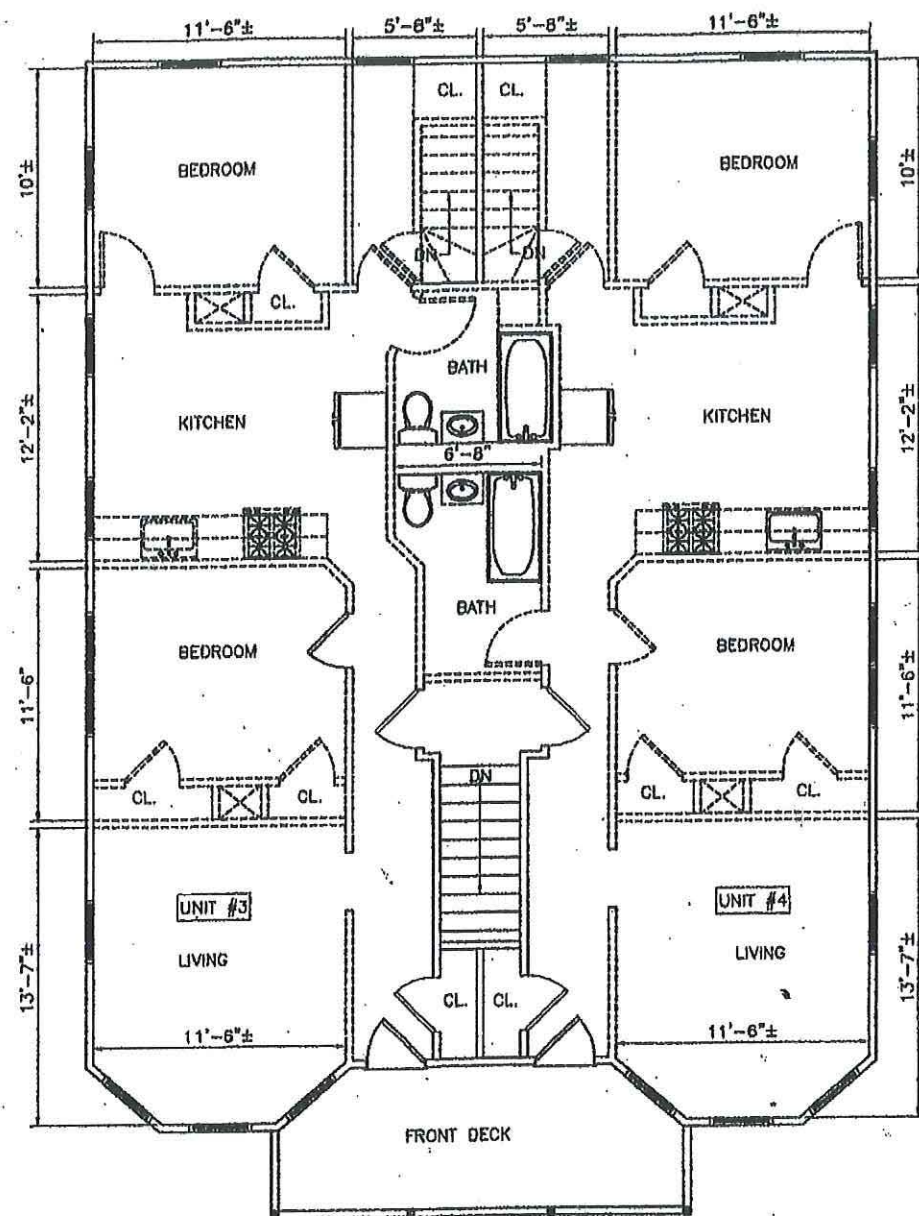 11'-6"±
5'-8"±
5'-8"±
11'-6"±
CL.
CL.
BEDROOM
BEDROOM
10'±
10'±
DN
DN
CL.
BATH
KITCHEN
KITCHEN
12'-2"±
12'-2"±
6'-8"
BATH
BEDROOM
BEDROOM
11'-6"
11'-6"±
DN
CL.
CL.
CL.
CL.
UNIT #3
UNIT #4
LIVING
LIVING
13'-7"±
13'-7"±
CL.
CL.
11'-6"±
11'-6"±
FRONT DECK